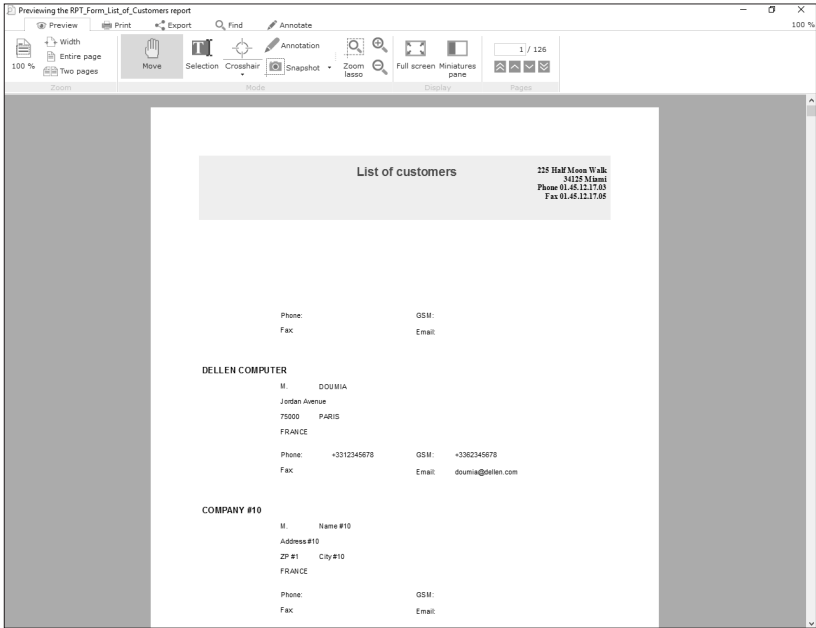 Previewing the RPT_Form_List_of_Customers report
Preview Print Export Find Annotate
100 %
100 %
Width
Entire page
Two pages
Zoom
Move
Selection
Crosshair
Annotation
Snapshot
Mode
Zoom lasso
Full screen
Miniatures pane
Display
1 / 126
Pages
List of customers
225 Half Moon Walk
34125 Miami
Phone 01.45.12.17.03
Fax 01.45.12.17.05
Phone: GSM:
Fax: Email:
DELLEN COMPUTER
M. DOUMIA
Jordan Avenue
75000 PARIS
FRANCE
Phone: +3312345678 GSM: +3362345678
Fax: Email: doumia@dellen.com
COMPANY #10
M. Name #10
Address #10
ZP #1 City #10
FRANCE
Phone: GSM:
Fax: Email: